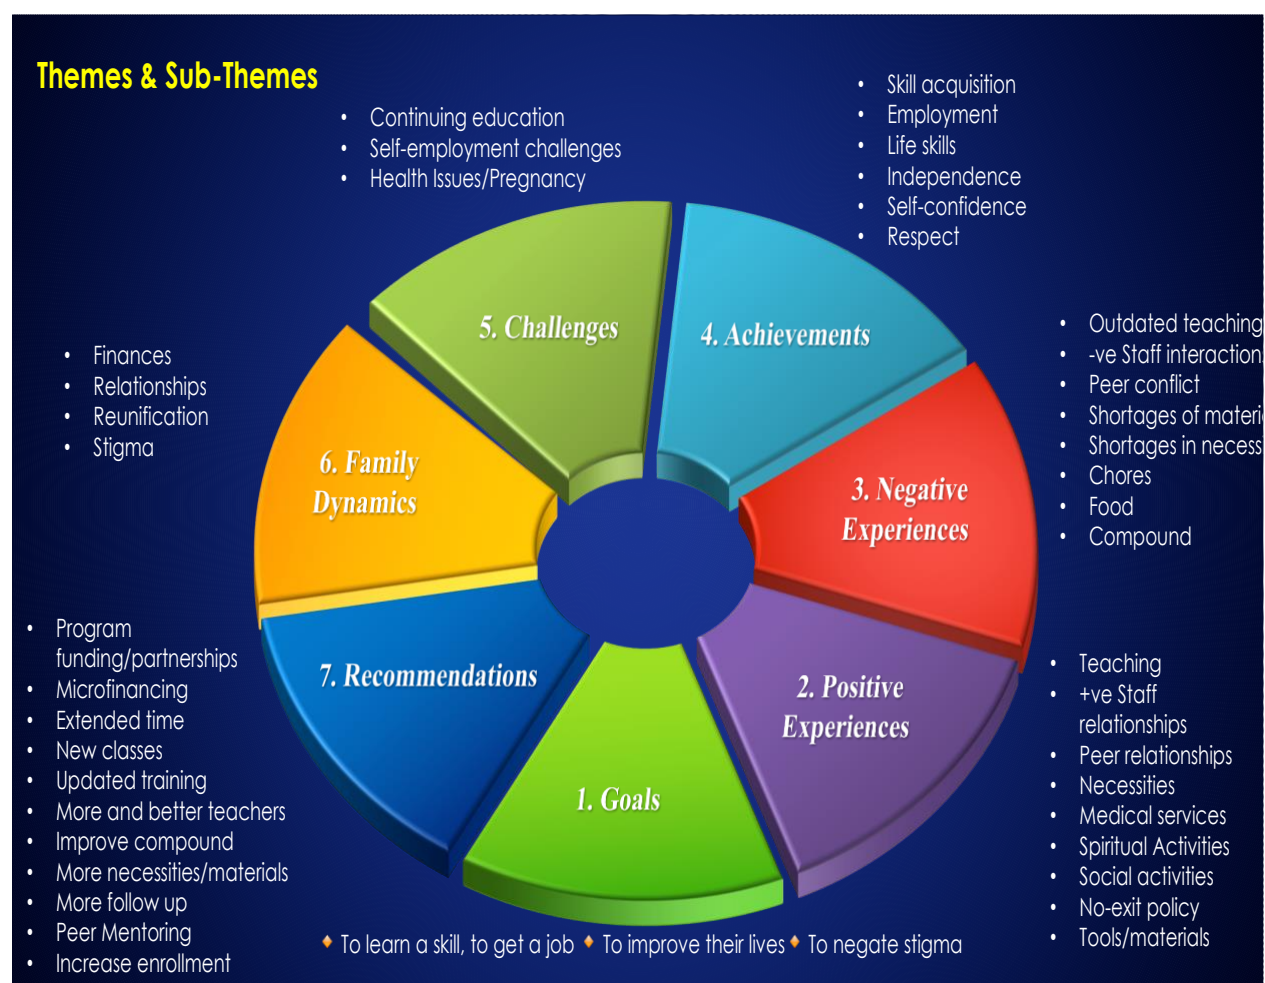 Themes & Sub-Themes
• Continuing education
• Self-employment challenges
• Health Issues/Pregnancy
• Skill acquisition
• Employment
• Life skills
• Independence
• Self-confidence
• Respect
5. Challenges
4. Achievements
• Finances
• Relationships
• Reunification
• Stigma
6. Family
Dynamics
3. Negative
Experiences
• Outdated teaching
• -ve Staff interaction
• Peer conflict
• Shortages of materi
• Shortages in necess
• Chores
• Food
• Compound
• Program
funding/partnerships
• Microfinancing
• Extended time
• New classes
• Updated training
• More and better teachers
• Improve compound
• More necessities/materials
• More follow up
• Peer Mentoring
• Increase enrollment
7. Recommendations
1. Goals
2. Positive
Experiences
• Teaching
• +ve Staff
relationships
• Peer relationships
• Necessities
• Medical services
• Spiritual Activities
• Social activities
• No-exit policy
• Tools/materials
To learn a skill, to get a job To improve their lives To negate stigma